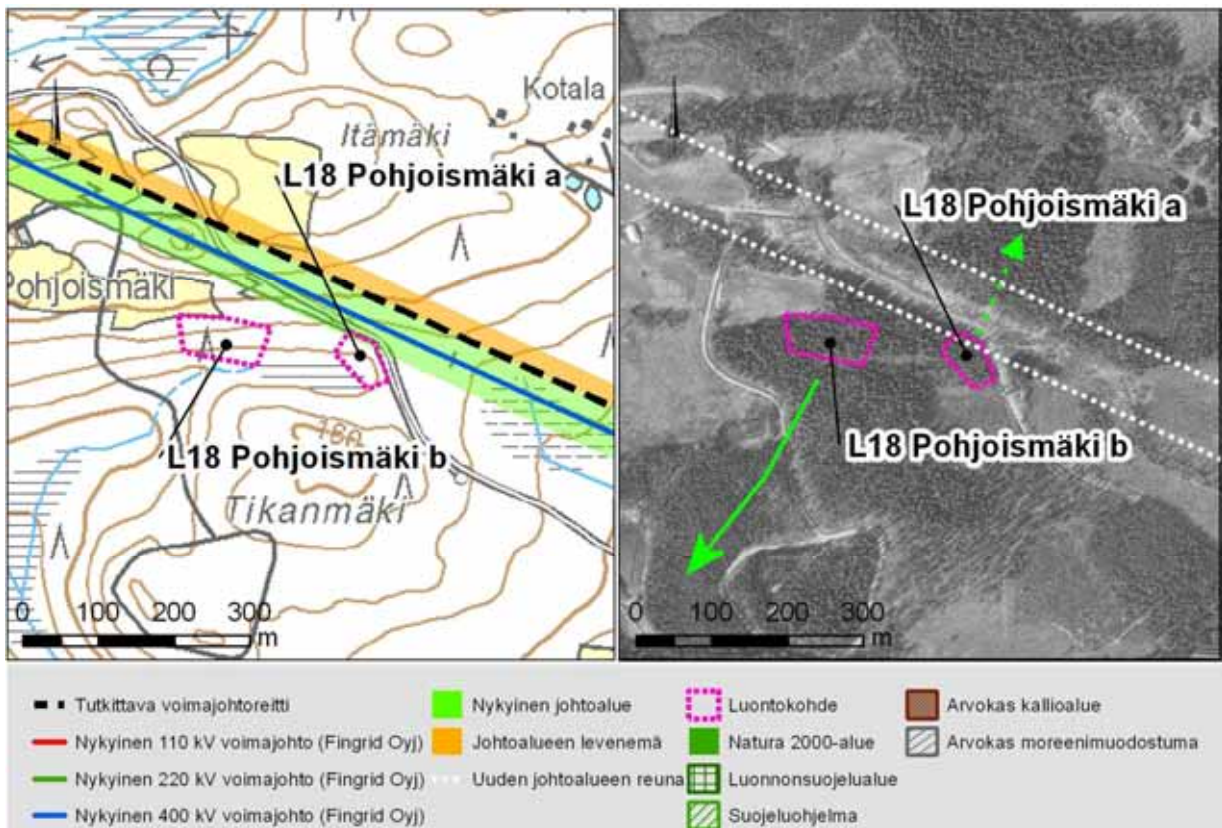 Kotala
Itämäki
L18 Pohjoismäki a
Pohjoismäki
L18 Pohjoismäki b
Tikanmäki
0 100 200 300
m
L18 Pohjoismäki a
L18 Pohjoismäki b
0 100 200 300
m
Tutkittava voimajohtoreitti
Nykyinen 110 kV voimajohto (Fingrid Oyj)
Nykyinen 220 kV voimajohto (Fingrid Oyj)
Nykyinen 400 kV voimajohto (Fingrid Oyj)
Nykyinen johtoalue
Johtoalueen levenemä
Uuden johtoalueen reuna
Luontokohde
Natura 2000-alue
Luonnonsuojelualue
Suojeluohjelma
Arvokas kallioalue
Arvokas moreenimuodostuma